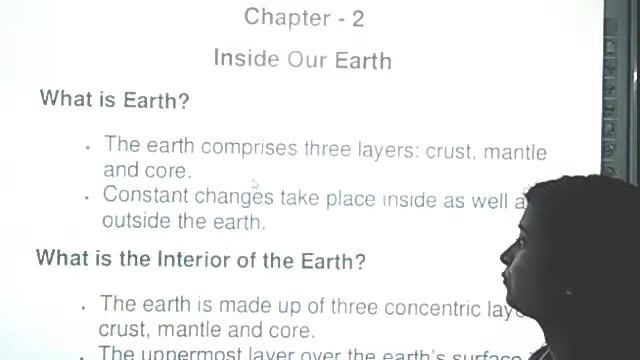 Chapter - 2
Inside Our Earth
What is Earth?
The earth comprises three layers: crust, mantle
and core.
Constant changes take place inside as well a
outside the earth.
What is the Interior of the Earth?
The earth is made up of three concentric laye
crust, mantle and core.
The uppermost layer over the earth's surface